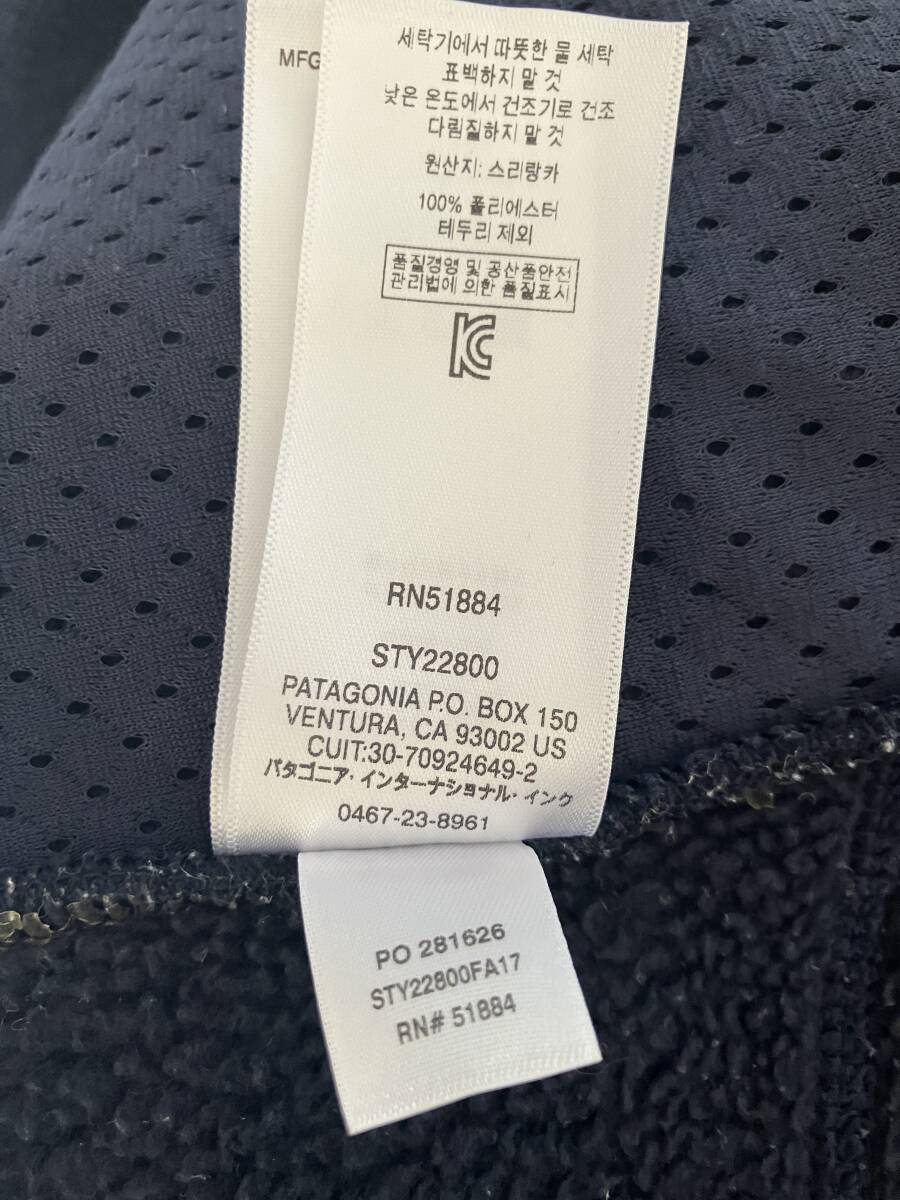 MFG
세탁기에서 따뜻한 물 세탁
표백하지 말 것
낮은 온도에서 건조기로 건조
다림질하지 말 것
원산지: 스리랑카
100% 폴리에스터
테두리 제외
품질경영 및 공산품안전
관리법에 의한 품질표시
KC
RN51884
STY22800
PATAGONIA P.O. BOX 150
VENTURA, CA 93002 US
CUIT:30-70924649-2
パタゴニア・インターナショナル・インク
0467-23-8961
PO 281626
STY22800FA17
RN# 51884